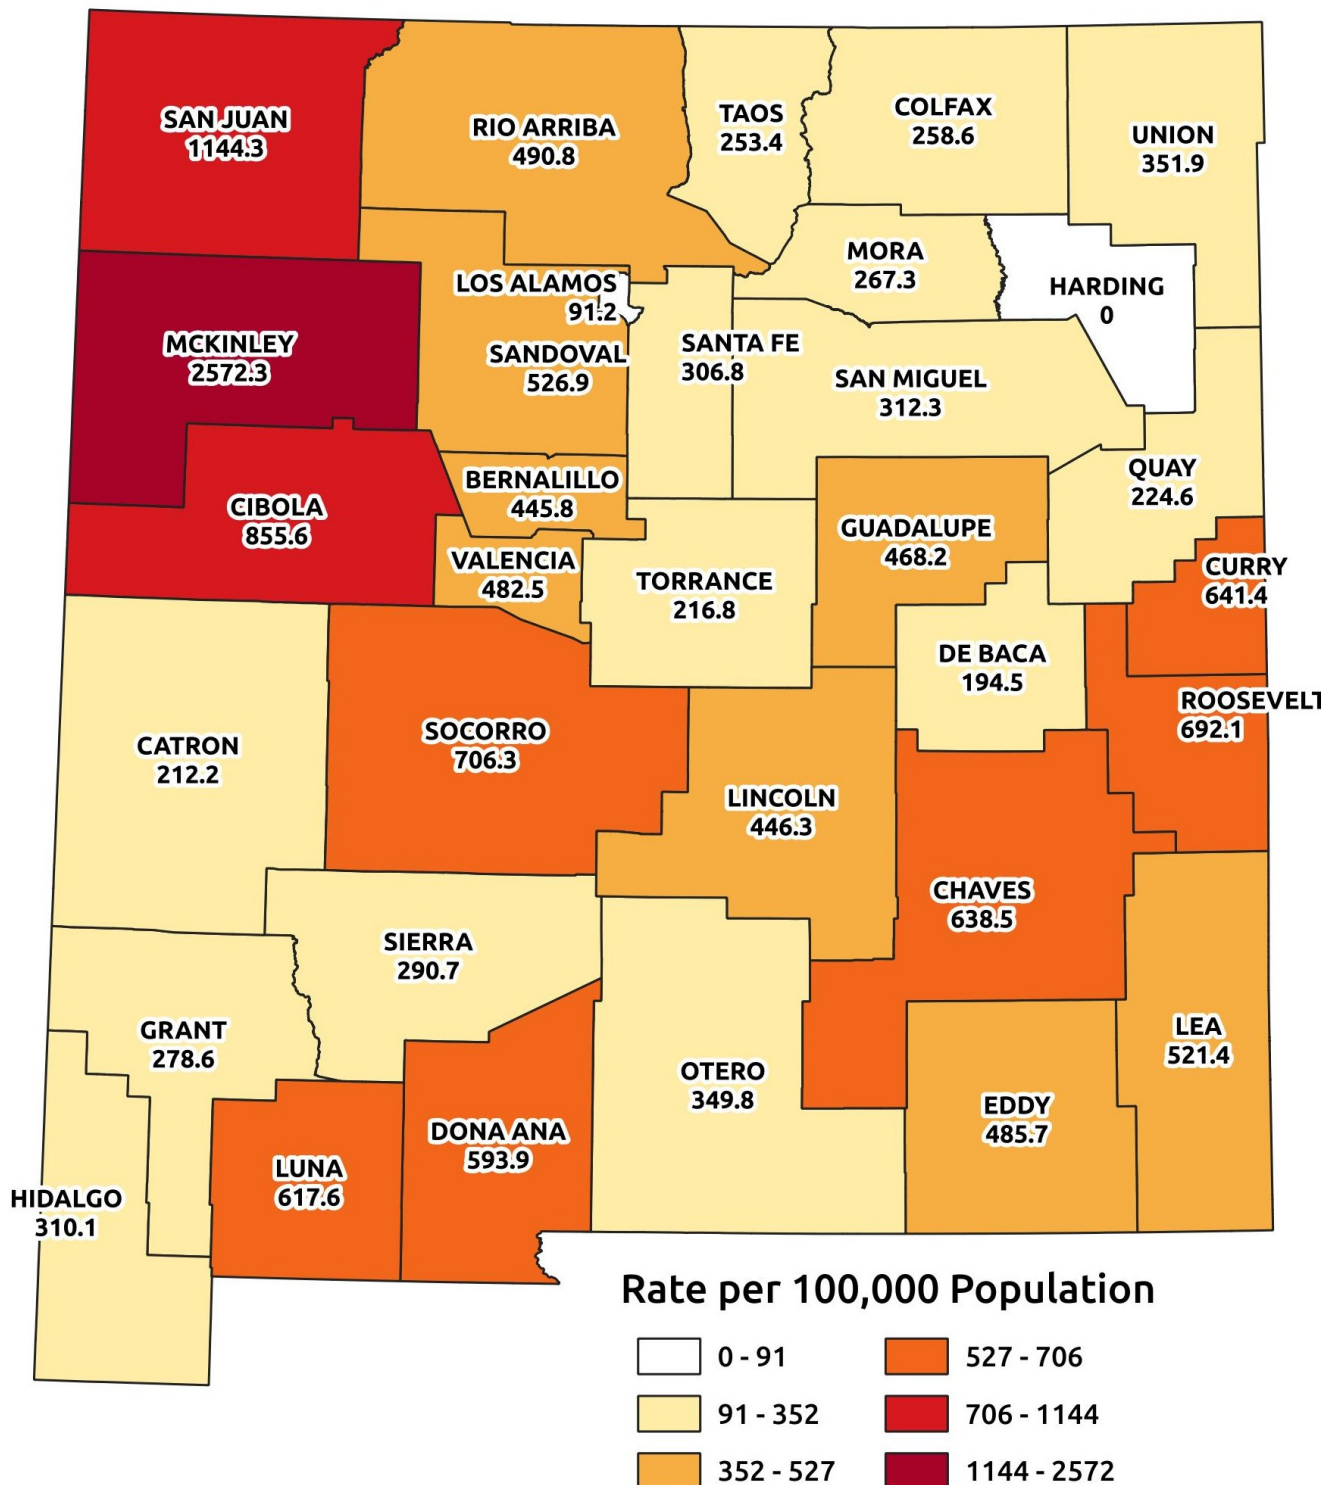 SAN JUAN
1144.3
RIO ARRIBA
490.8
TAOS
253.4
COLFAX
258.6
UNION
351.9
MORA
267.3
HARDING
0
LOS ALAMOS
91.2
MCKINLEY
2572.3
SANDOVAL
526.9
SANTA FE
306.8
SAN MIGUEL
312.3
QUAY
224.6
CIBOLA
855.6
BERNALILLO
445.8
VALENCIA
482.5
TORRANCE
216.8
GUADALUPE
468.2
CURRY
641.4
DE BACA
194.5
ROOSEVELT
692.1
CATRON
212.2
SOCORRO
706.3
LINCOLN
446.3
CHAVES
638.5
SIERRA
290.7
GRANT
278.6
OTERO
349.8
LEA
521.4
EDDY
485.7
HIDALGO
310.1
LUNA
617.6
DONA ANA
593.9
Rate per 100,000 Population
0 - 91
527 - 706
91 - 352
706 - 1144
352 - 527
1144 - 2572